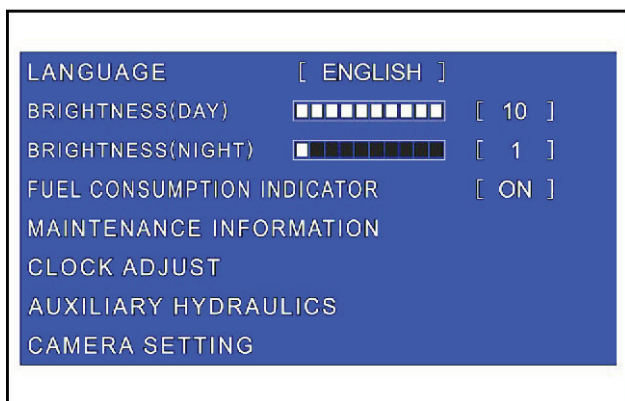 LANGUAGE [ ENGLISH ]
BRIGHTNESS(DAY) [ 10 ]
BRIGHTNESS(NIGHT) [ 1 ]
FUEL CONSUMPTION INDICATOR [ ON ]
MAINTENANCE INFORMATION
CLOCK ADJUST
AUXILIARY HYDRAULICS
CAMERA SETTING